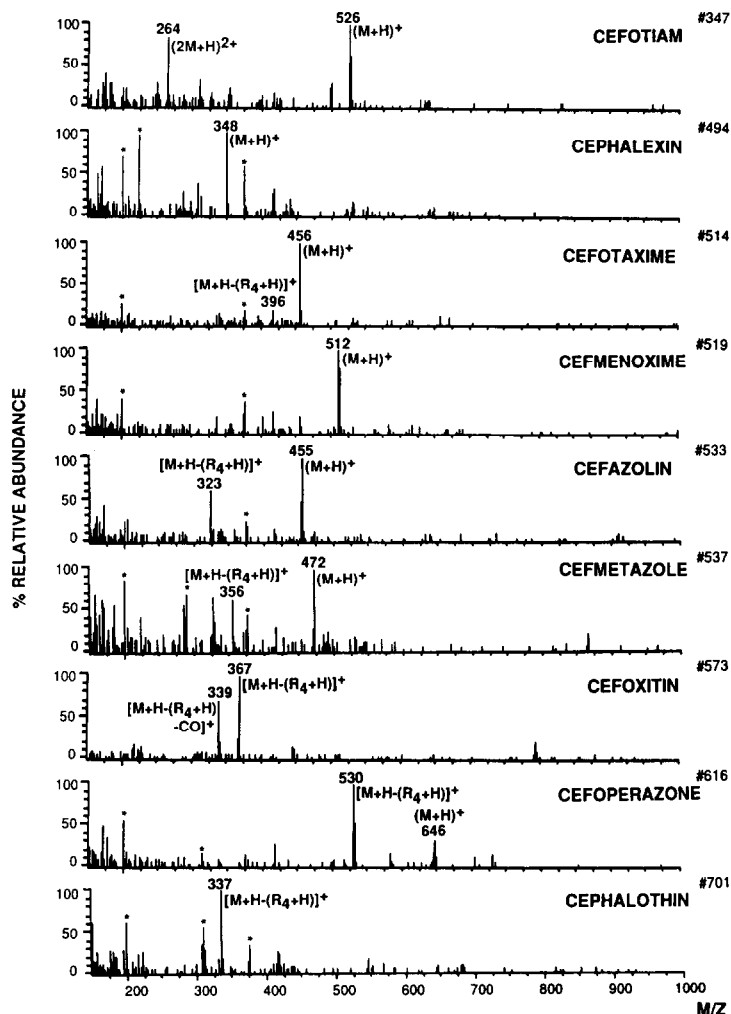 % RELATIVE ABUNDANCE
100
50
0
264
(2M+H)2+
526
(M+H)+
CEFOTIAM
#347
100
50
0
*
*
348
(M+H)+
*
CEPHALEXIN
#494
100
50
0
*
[M+H-(R4+H)]+
*
396
456
(M+H)+
CEFOTAXIME
#514
100
50
0
*
*
512
(M+H)+
CEFMENOXIME
#519
100
50
0
[M+H-(R4+H)]+
323
*
455
(M+H)+
CEFAZOLIN
#533
100
50
0
*
*
[M+H-(R4+H)]+
356
*
472
(M+H)+
CEFMETAZOLE
#537
100
50
0
[M+H-(R4+H)
-CO]+
339
367
[M+H-(R4+H)]+
CEFOXITIN
#573
100
50
0
*
*
530
[M+H-(R4+H)]+
(M+H)+
646
CEFOPERAZONE
#616
100
50
0
*
*
337
[M+H-(R4+H)]+
*
CEPHALOTHIN
#701
200 300 400 500 600 700 800 900 1000
M/Z